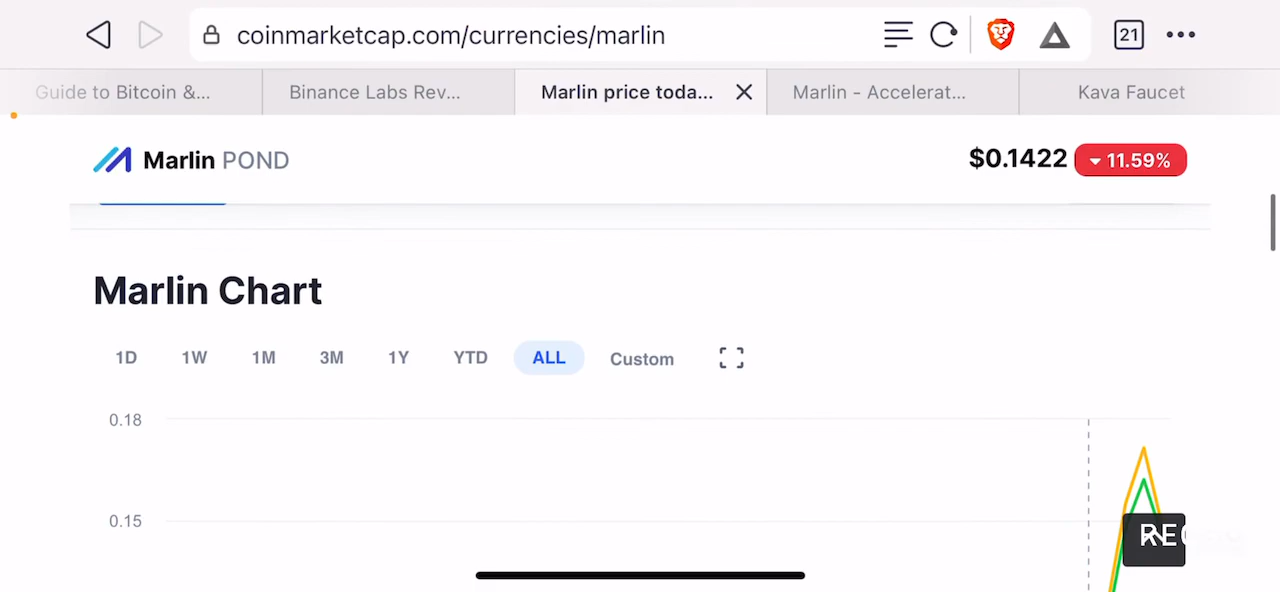 coinmarketcap.com/currencies/marlin
21
Guide to Bitcoin &...
Binance Labs Rev...
Marlin price toda...
Marlin - Accelerat...
Kava Faucet
Marlin POND
$0.1422
11.59%
Marlin Chart
1D 1W 1M 3M 1Y YTD ALL Custom
0.18
0.15